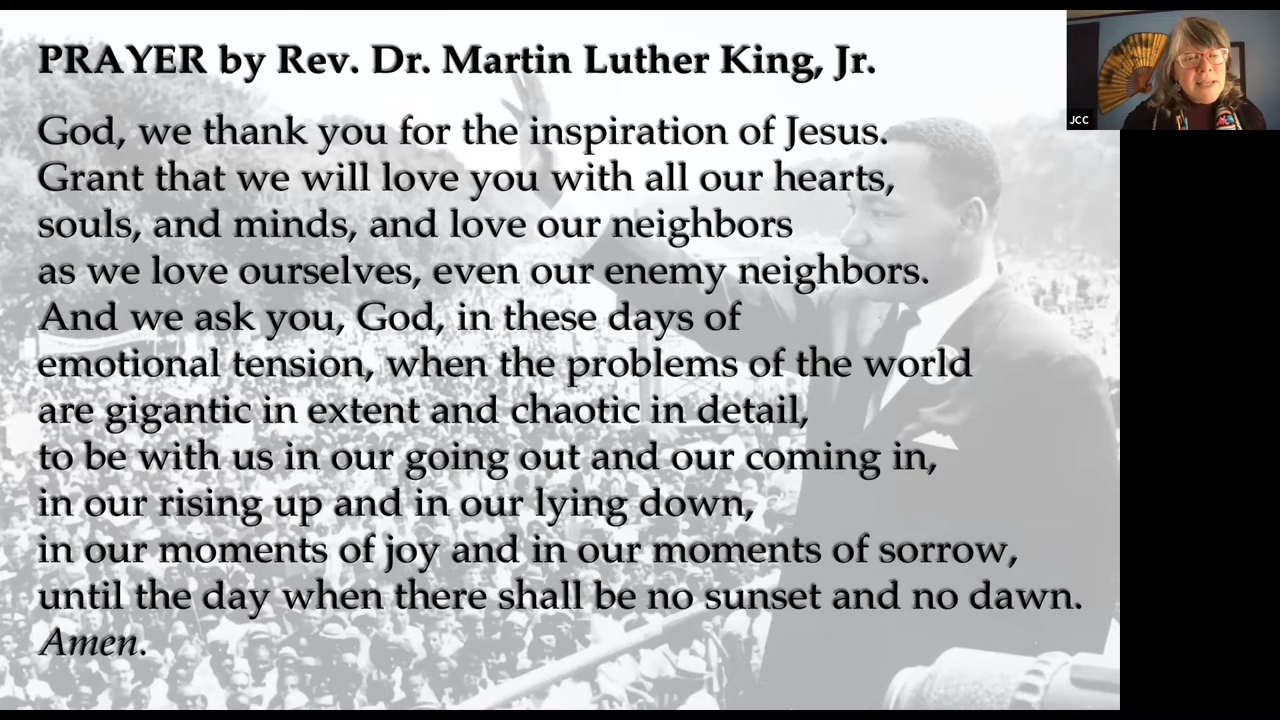 PRAYER by Rev. Dr. Martin Luther King, Jr.
God, we thank you for the inspiration of Jesus.
Grant that we will love you with all our hearts,
souls, and minds, and love our neighbors
as we love ourselves, even our enemy neighbors.
And we ask you, God, in these days of
emotional tension, when the problems of the world
are gigantic in extent and chaotic in detail,
to be with us in our going out and our coming in,
in our rising up and in our lying down,
in our moments of joy and in our moments of sorrow,
until the day when there shall be no sunset and no dawn.
Amen.
JCC